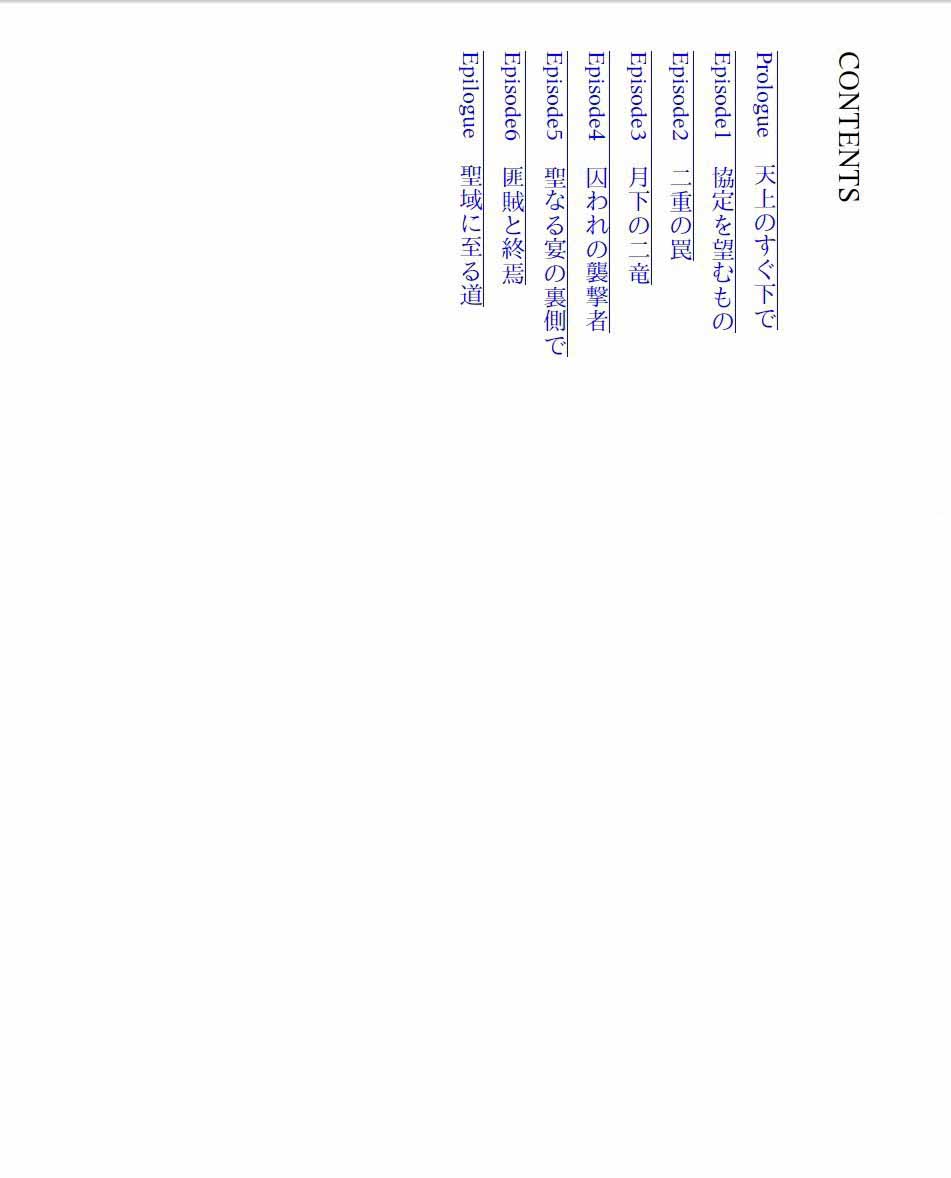 CONTENTS
Prologue　天上のすぐ下で
Episode1　協定を望むもの
Episode2　二重の罠
Episode3　月下の二竜
Episode4　囚われの襲撃者
Episode5　聖なる宴の裏側で
Episode6　匪賊と終焉
Epilogue　聖域に至る道